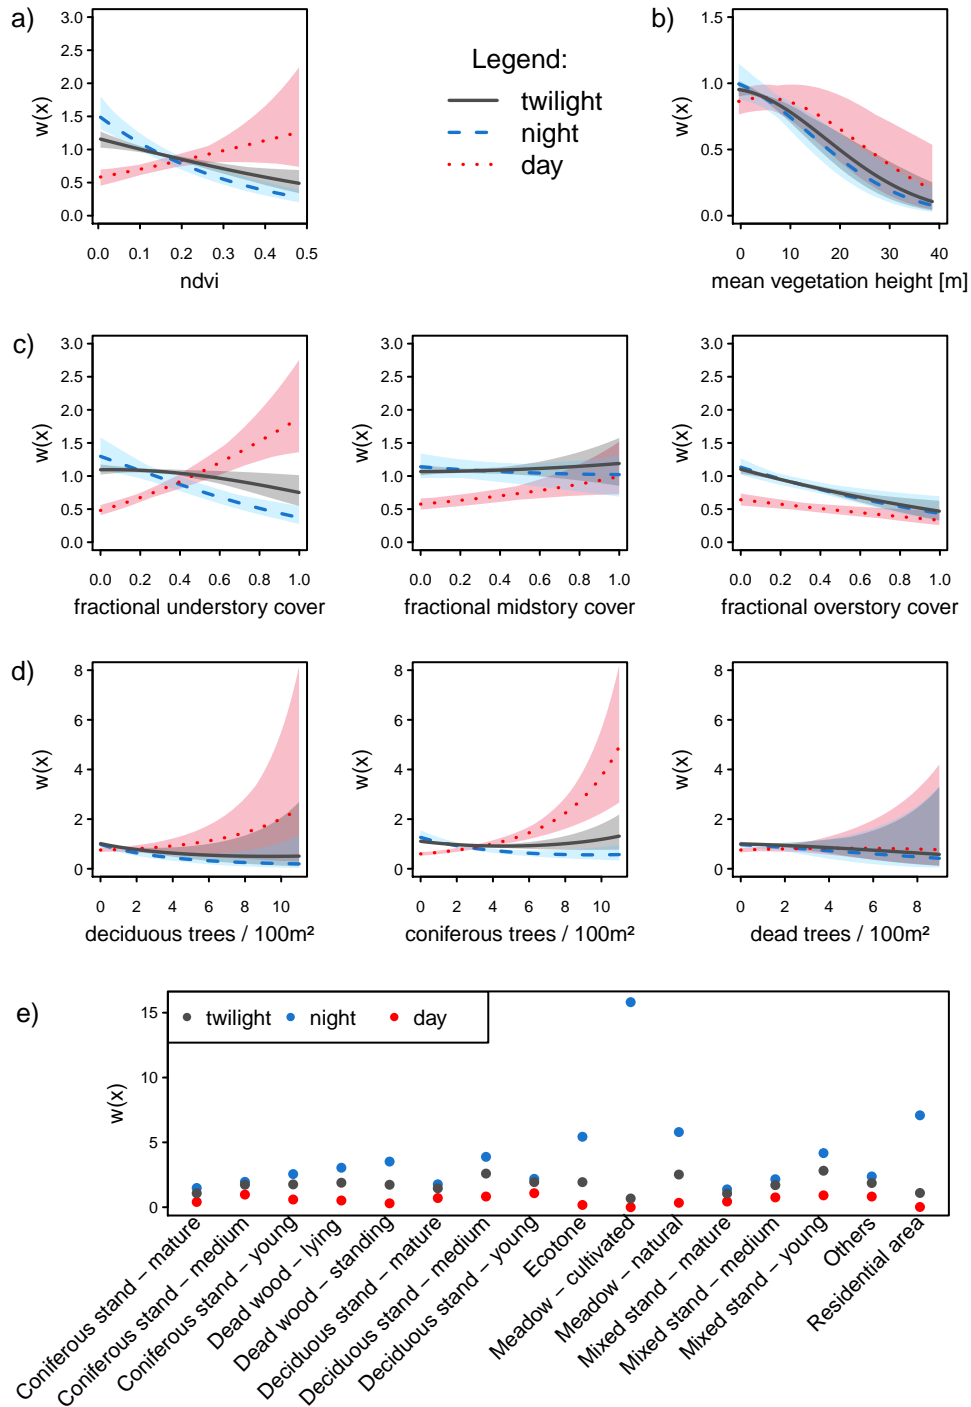 a)
3.0
2.5
2.0
1.5
1.0
0.5
0.0
w(x)
0.0 0.1 0.2 0.3 0.4 0.5
ndvi
Legend:
twilight
night
day
b)
1.5
1.0
0.5
0.0
w(x)
0 10 20 30 40
mean vegetation height [m]
c)
3.0
2.5
2.0
1.5
1.0
0.5
0.0
w(x)
0.0 0.2 0.4 0.6 0.8 1.0
fractional understory cover
3.0
2.5
2.0
1.5
1.0
0.5
0.0
w(x)
0.0 0.2 0.4 0.6 0.8 1.0
fractional midstory cover
3.0
2.5
2.0
1.5
1.0
0.5
0.0
w(x)
0.0 0.2 0.4 0.6 0.8 1.0
fractional overstory cover
d)
8
6
4
2
0
w(x)
0 2 4 6 8 10
deciduous trees / 100m²
8
6
4
2
0
w(x)
0 2 4 6 8 10
coniferous trees / 100m²
8
6
4
2
0
w(x)
0 2 4 6 8
dead trees / 100m²
e)
twilight night day
15
10
5
0
w(x)
Coniferous stand – mature
Coniferous stand – medium
Coniferous stand – young
Dead wood – lying
Dead wood – standing
Deciduous stand – mature
Deciduous stand – medium
Deciduous stand – young
Ecotone
Meadow – cultivated
Meadow – natural
Mixed stand – mature
Mixed stand – medium
Mixed stand – young
Others
Residential area